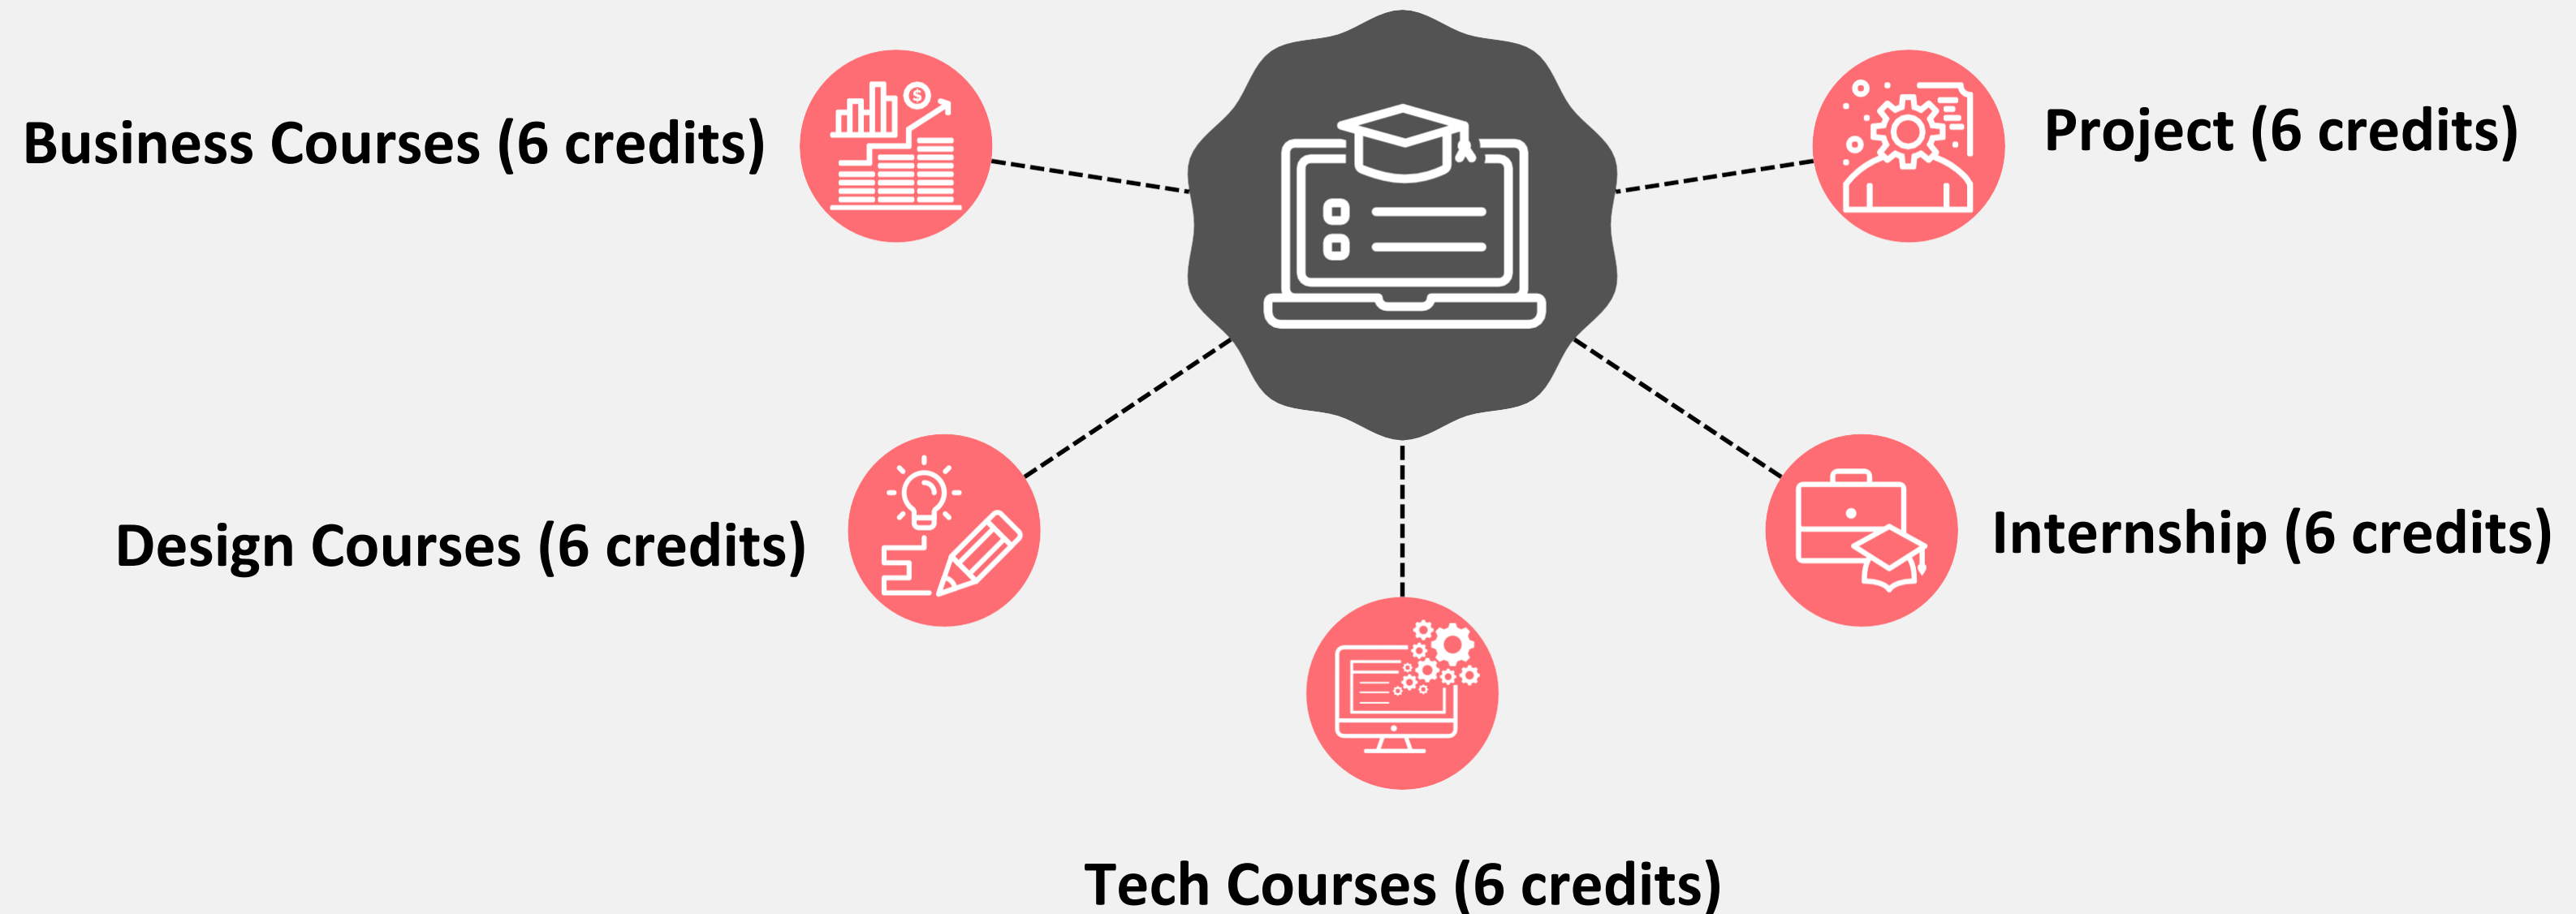 Business Courses (6 credits)
Project (6 credits)
$
Design Courses (6 credits)
Internship (6 credits)
Tech Courses (6 credits)